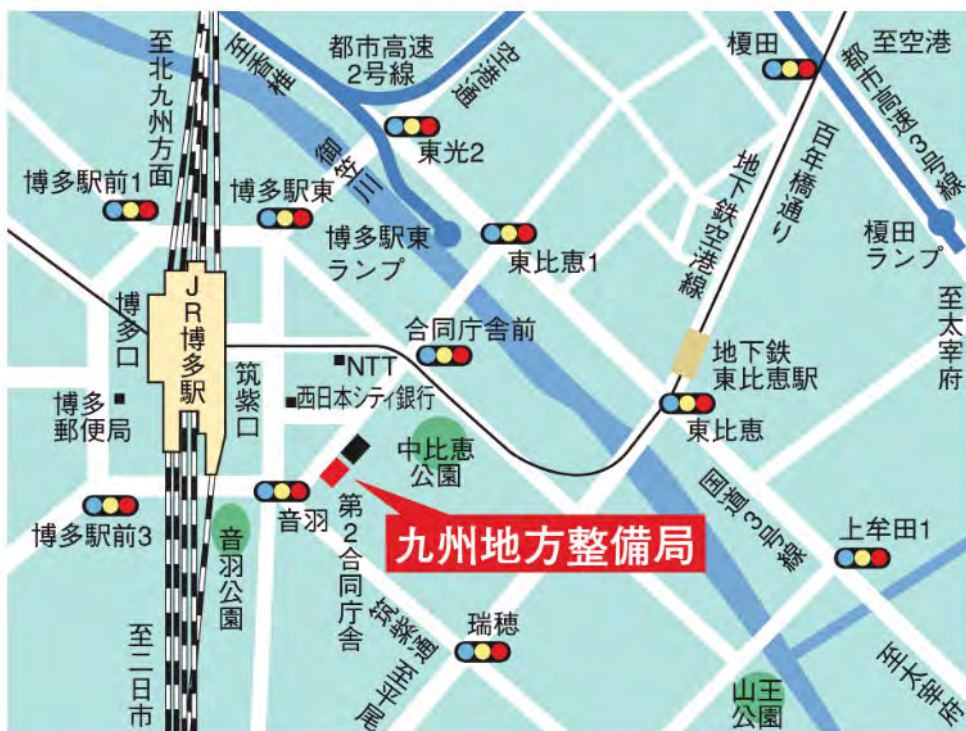 至北九州方面
至香椎
都市高速
2号線
空港通
榎田
至空港
都市高速3号線
東光2
御笠川
百年橋通り
地下鉄空港線
博多駅前1
博多駅東
博多駅東
ランプ
東比恵1
榎田
ランプ
至太宰府
JR博多駅
博多口
筑紫口
合同庁舎前
NTT
西日本シティ銀行
地下鉄
東比恵駅
博多
郵便局
東比恵
中比恵
公園
国道3号線
博多駅前3
音羽
音羽公園
第2合同庁舎
九州地方整備局
上牟田1
至二日市
筑紫通
至井尻
瑞穂
山王
公園
至太宰府